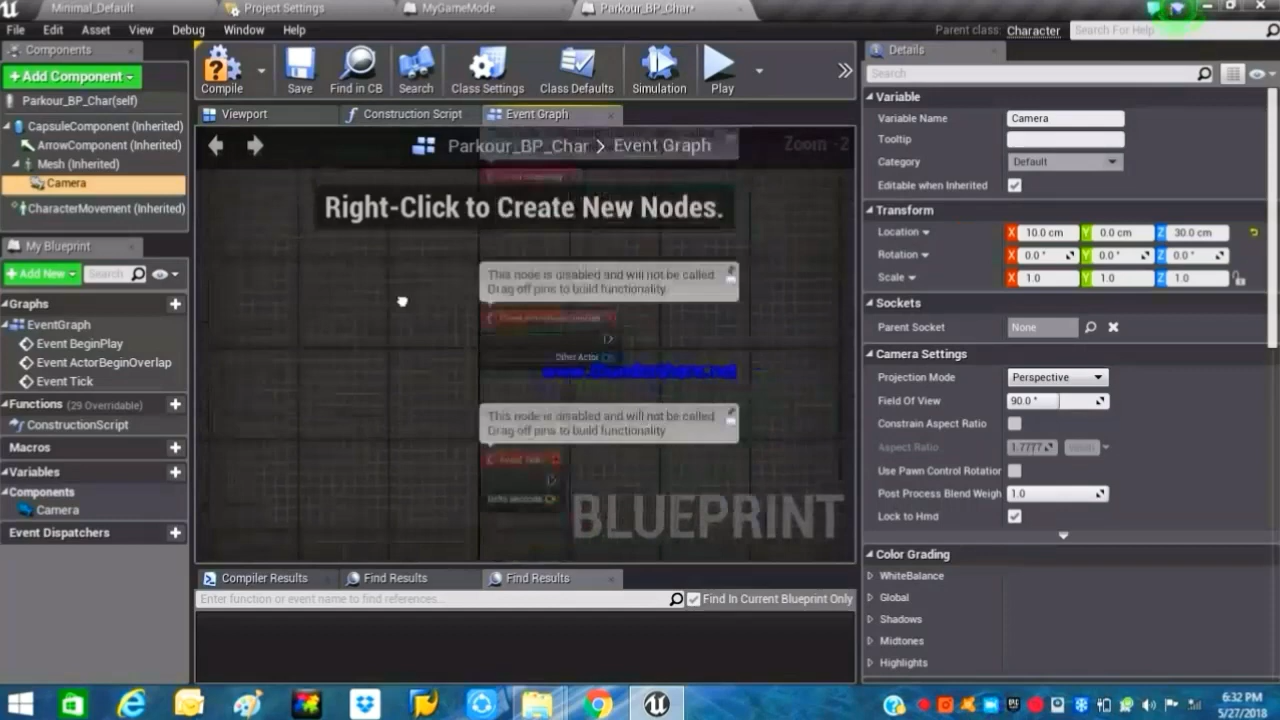 Minimal_Default
Project Settings
MyGameMode
Parkour_BP_Char*
File Edit Asset View Debug Window Help
Parent class: Character
Search For Help
Components
Add Component
Parkour_BP_Char(self)
CapsuleComponent (Inherited)
ArrowComponent (Inherited)
Mesh (Inherited)
Camera
CharacterMovement (Inherited)
My Blueprint
Add New
Search
Graphs
EventGraph
Event BeginPlay
Event ActorBeginOverlap
Event Tick
Functions (29 Overridable)
ConstructionScript
Macros
Variables
Components
Camera
Event Dispatchers
Compile
Save
Find in CB
Search
Class Settings
Class Defaults
Simulation
Play
Viewport
Construction Script
Event Graph
Parkour_BP_Char > Event Graph
Zoom -2
Right-Click to Create New Nodes.
This node is disabled and will not be called.
Drag off pins to build functionality.
Other Actor
This node is disabled and will not be called.
Drag off pins to build functionality.
Event Tick
Delta Seconds
BLUEPRINT
Compiler Results
Find Results
Find Results
Enter function or event name to find references...
Find In Current Blueprint Only
Details
Search
Variable
Variable Name Camera
Tooltip
Category Default
Editable when Inherited
Transform
Location X 10.0 cm Y 0.0 cm Z 30.0 cm
Rotation X 0.0 ° Y 0.0 ° Z 0.0 °
Scale X 1.0 Y 1.0 Z 1.0
Sockets
Parent Socket None
Camera Settings
Projection Mode Perspective
Field Of View 90.0 °
Constrain Aspect Ratio
Aspect Ratio 1.7777
Use Pawn Control Rotation
Post Process Blend Weigh 1.0
Lock to Hmd
Color Grading
WhiteBalance
Global
Shadows
Midtones
Highlights
6:32 PM
5/27/2018